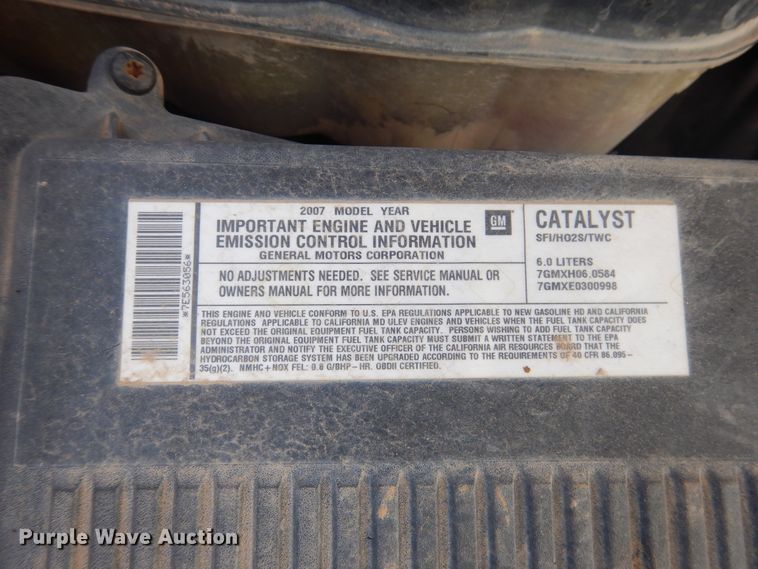 2007 MODEL YEAR
IMPORTANT ENGINE AND VEHICLE
EMISSION CONTROL INFORMATION
GENERAL MOTORS CORPORATION
GM
CATALYST
SFI/HO2S/TWC
6.0 LITERS
7GMXH06.0584
7GMXE0300998
NO ADJUSTMENTS NEEDED. SEE SERVICE MANUAL OR
OWNERS MANUAL FOR MORE INFORMATION.
*7E563056*
THIS ENGINE AND VEHICLE CONFORM TO U.S. EPA REGULATIONS APPLICABLE TO NEW GASOLINE HD AND CALIFORNIA
REGULATIONS APPLICABLE TO CALIFORNIA MD ULEV ENGINES AND VEHICLES WHEN THE FUEL TANK CAPACITY DOES
NOT EXCEED THE ORIGINAL EQUIPMENT FUEL TANK CAPACITY. PERSONS WISHING TO ADD FUEL TANK CAPACITY
BEYOND THE ORIGINAL EQUIPMENT FUEL TANK CAPACITY MUST SUBMIT A WRITTEN STATEMENT TO THE EPA
ADMINISTRATOR AND NOTIFY THE EXECUTIVE OFFICER OF THE CALIFORNIA AIR RESOURCES BOARD THAT THE
HYDROCARBON STORAGE SYSTEM HAS BEEN UPGRADED ACCORDING TO THE REQUIREMENTS OF 40 CFR 86.095-
35(g)(2). NMHC+NOX FEL: 0.6 G/BHP-HR. OBDII CERTIFIED.
Purple Wave Auction